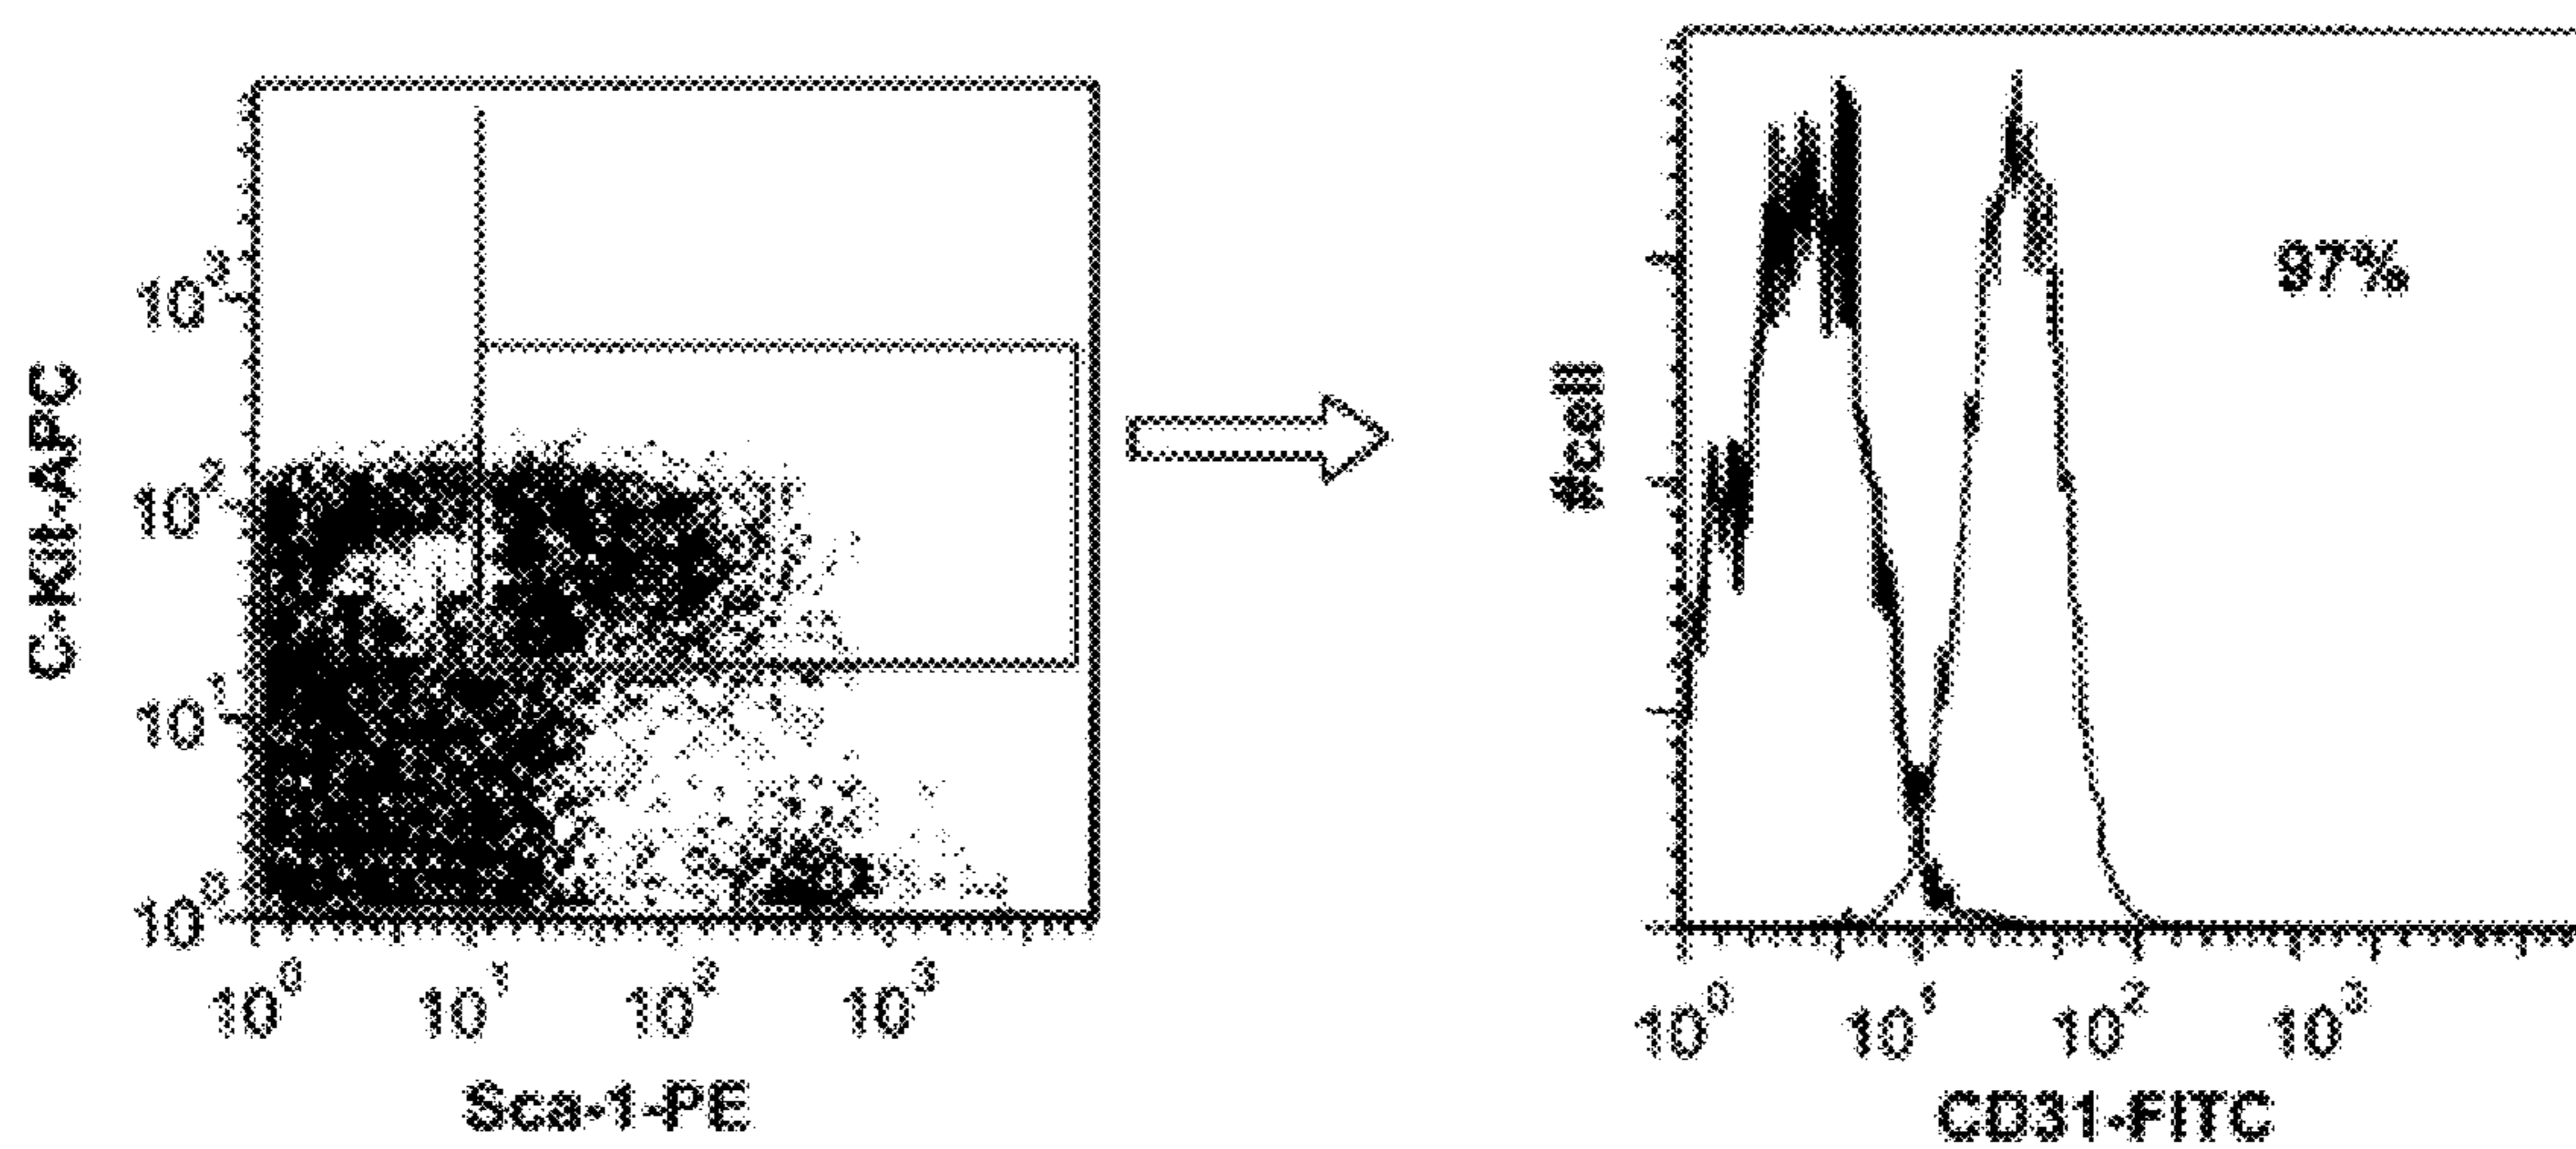 C-Kit-APC
10³
10²
10¹
10⁰
10⁰ 10¹ 10² 10³
Sca-1-PE
#cell
97%
10⁰ 10¹ 10² 10³
CD31-FITC